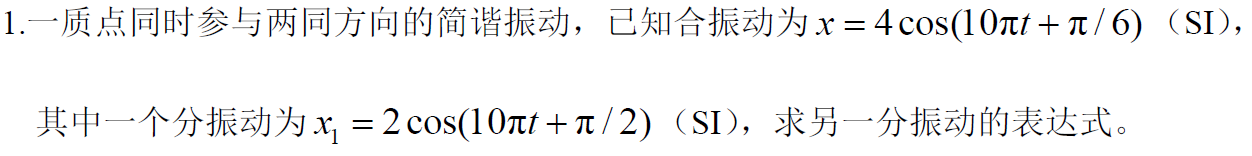 1.一质点同时参与两同方向的简谐振动，已知合振动为 x = 4cos(10πt + π/6)（SI），
其中一个分振动为 x₁ = 2cos(10πt + π/2)（SI），求另一分振动的表达式。